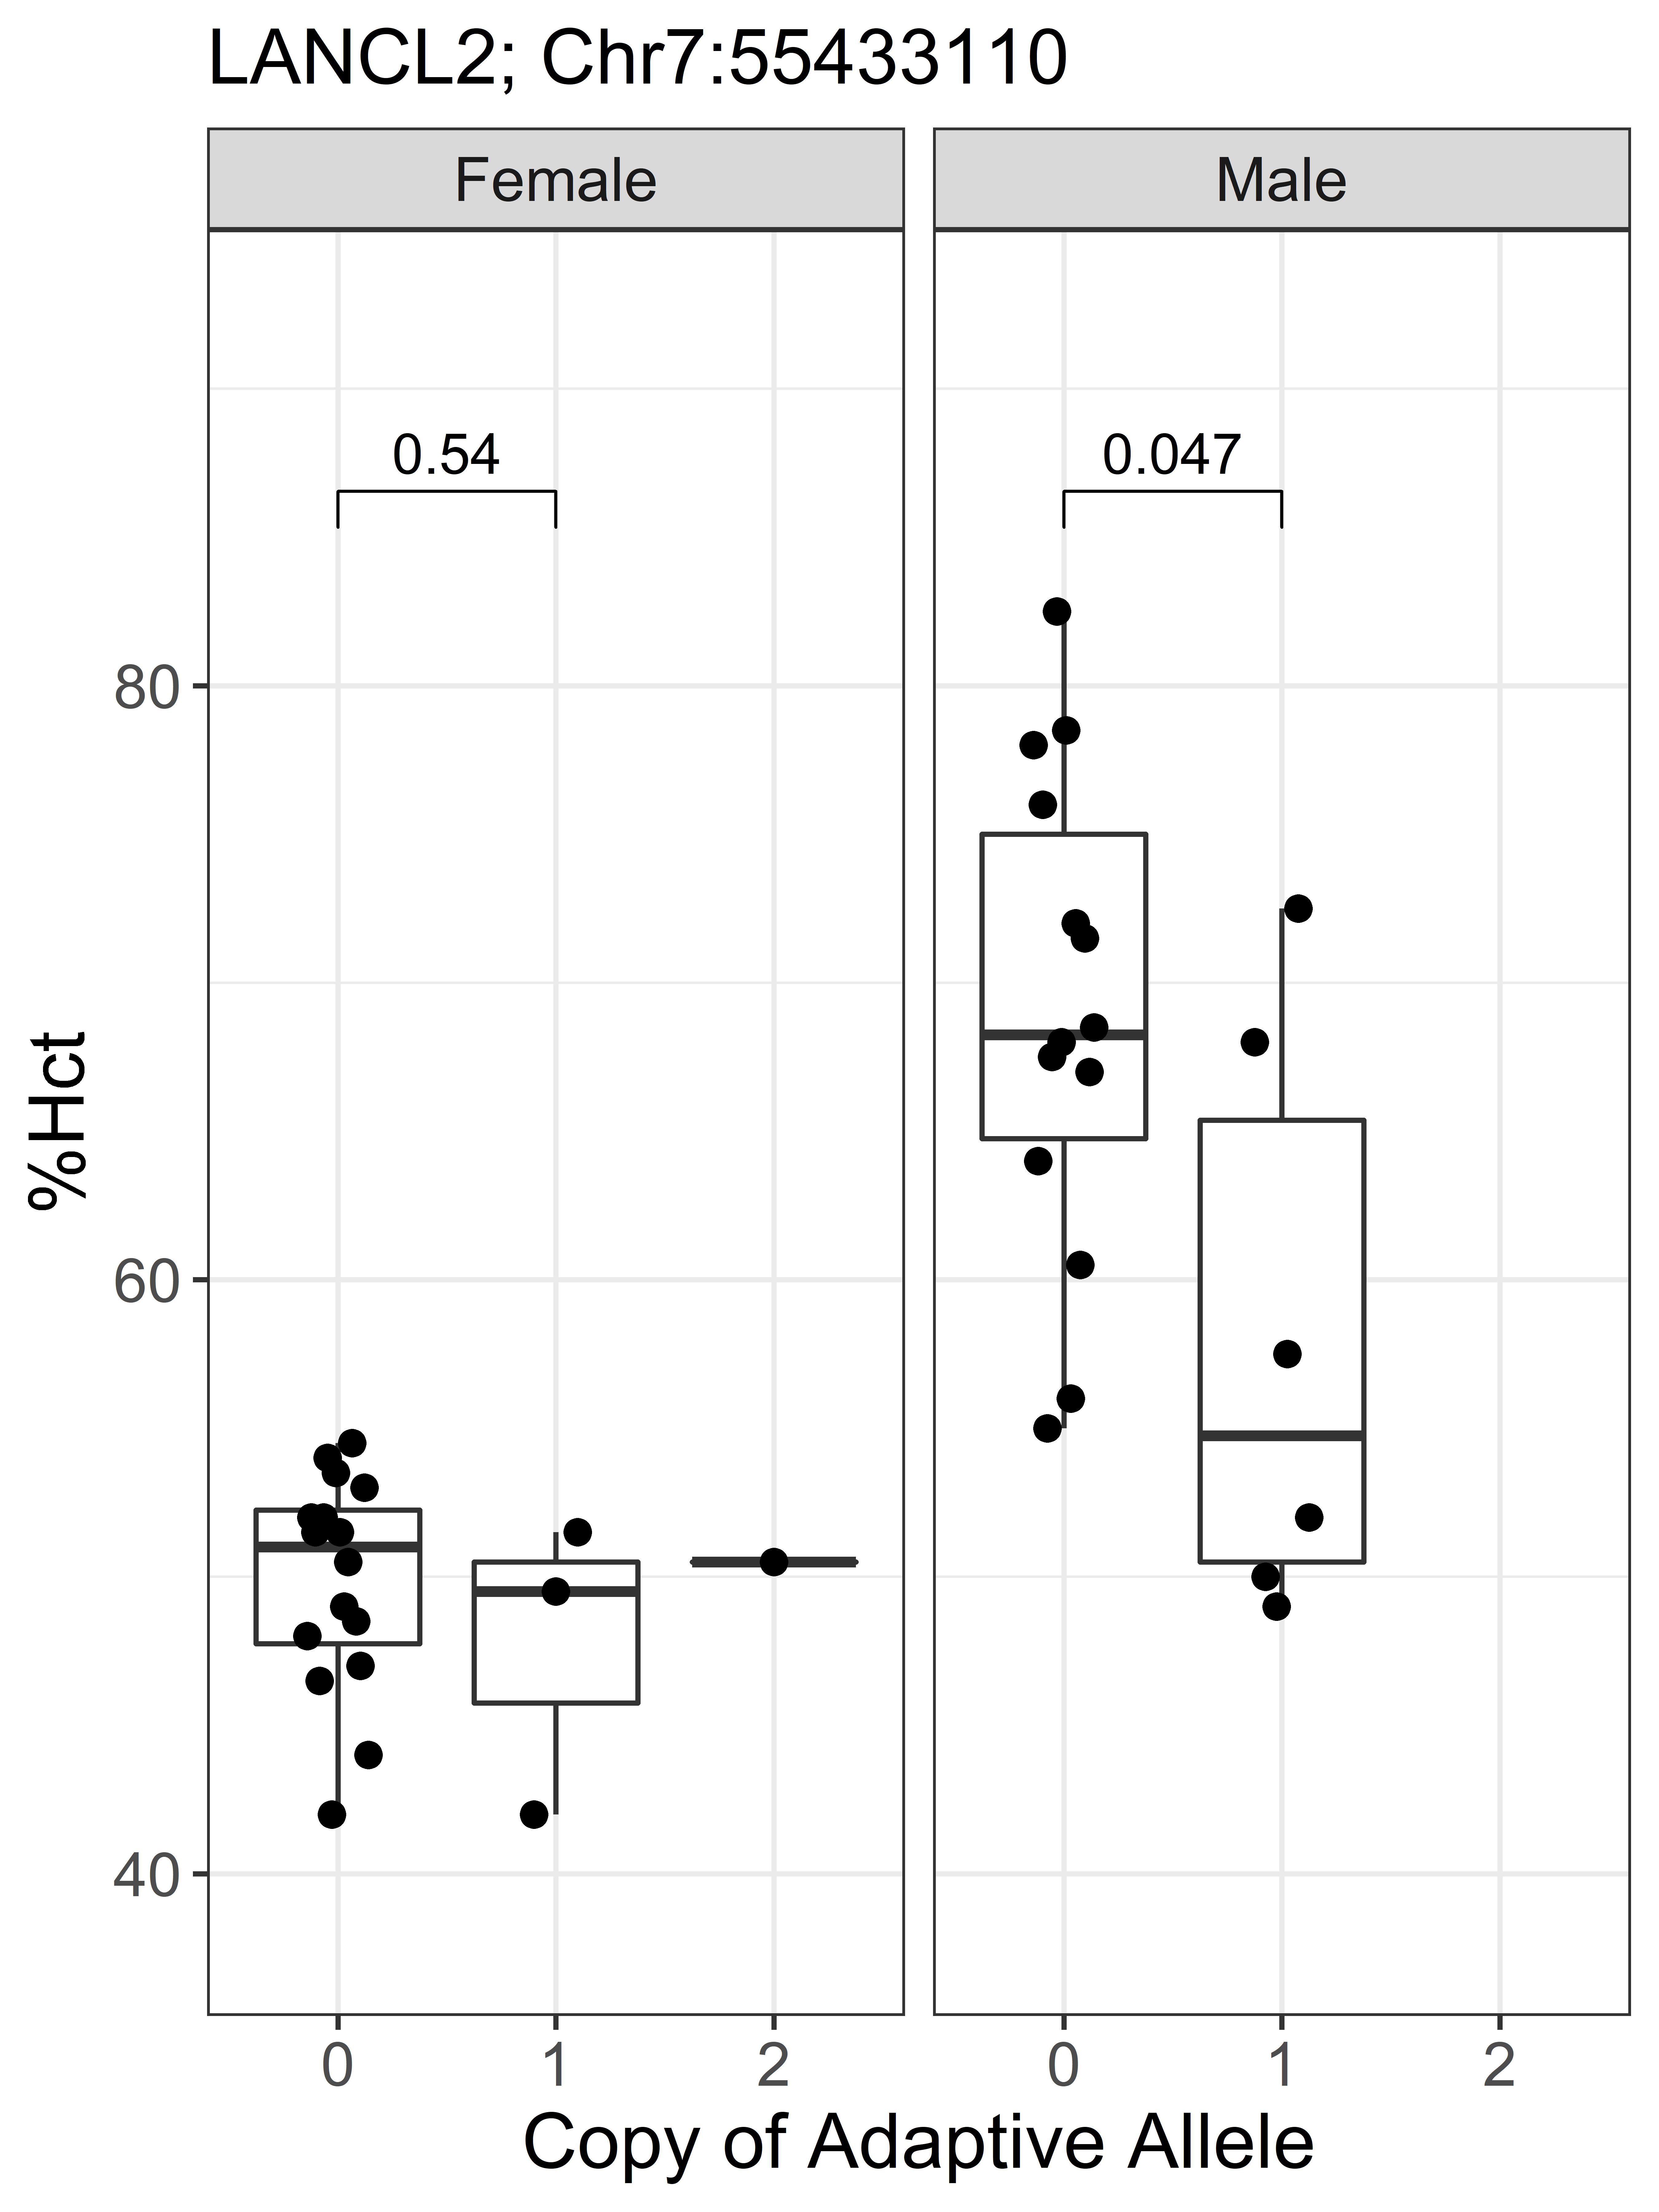 LANCL2; Chr7:55433110
Female
Male
0.54
0.047
80
60
40
%Hct
0 1 2
0 1 2
Copy of Adaptive Allele